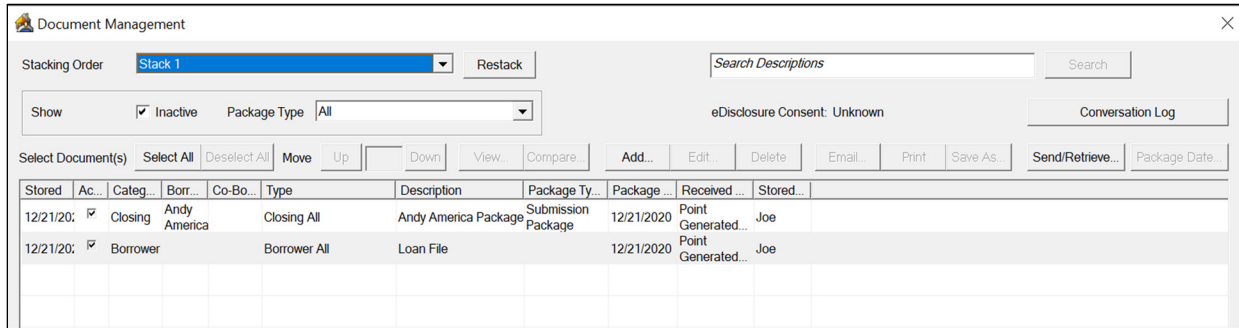 Document Management
Stacking Order Stack 1 Restack Search Descriptions Search
Show Inactive Package Type All eDisclosure Consent: Unknown Conversation Log
Select Document(s) Select All Deselect All Move Up Down View... Compare... Add... Edit... Delete Email... Print Save As... Send/Retrieve... Package Date...
Stored Ac... Categ... Borr... Co-Bo... Type Description Package Ty... Package ... Received ... Stored...
12/21/202 Closing Andy America Closing All Andy America Package Submission Package 12/21/2020 Point Generated... Joe
12/21/202 Borrower Borrower All Loan File 12/21/2020 Point Generated... Joe